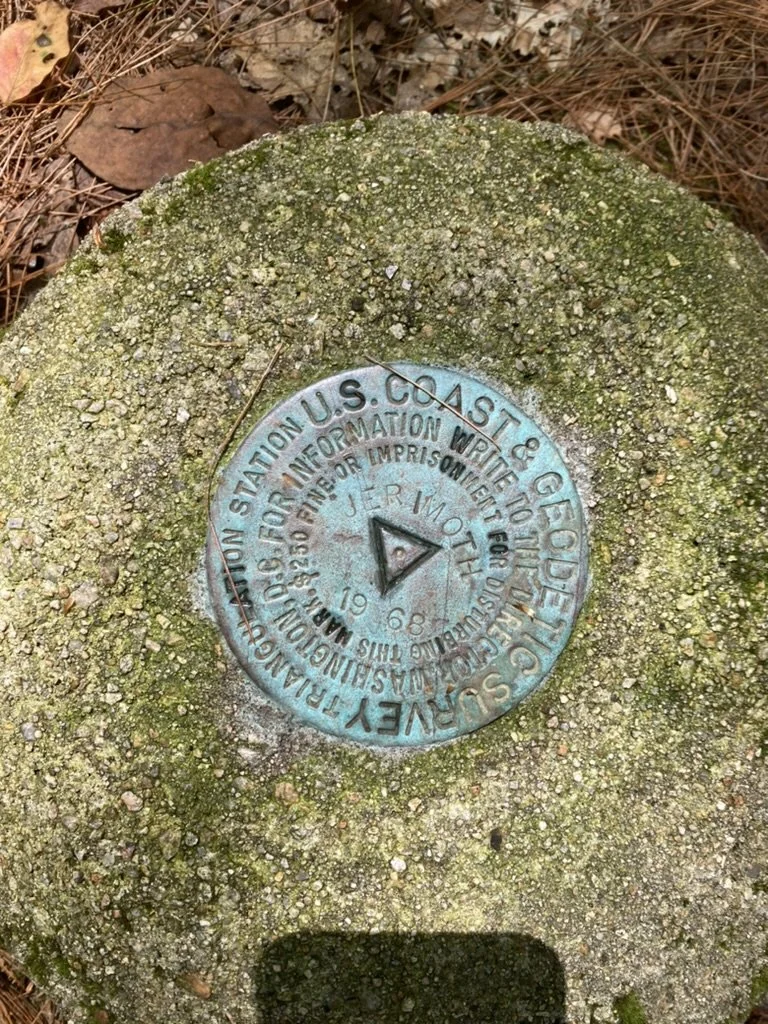 U.S. COAST & GEODETIC SURVEY
TRIANGULATION STATION
FOR INFORMATION WRITE TO THE DIRECTOR, WASHINGTON, D.C.
$250 FINE OR IMPRISONMENT FOR DISTURBING THIS MARK.
JERIMOTH
1968